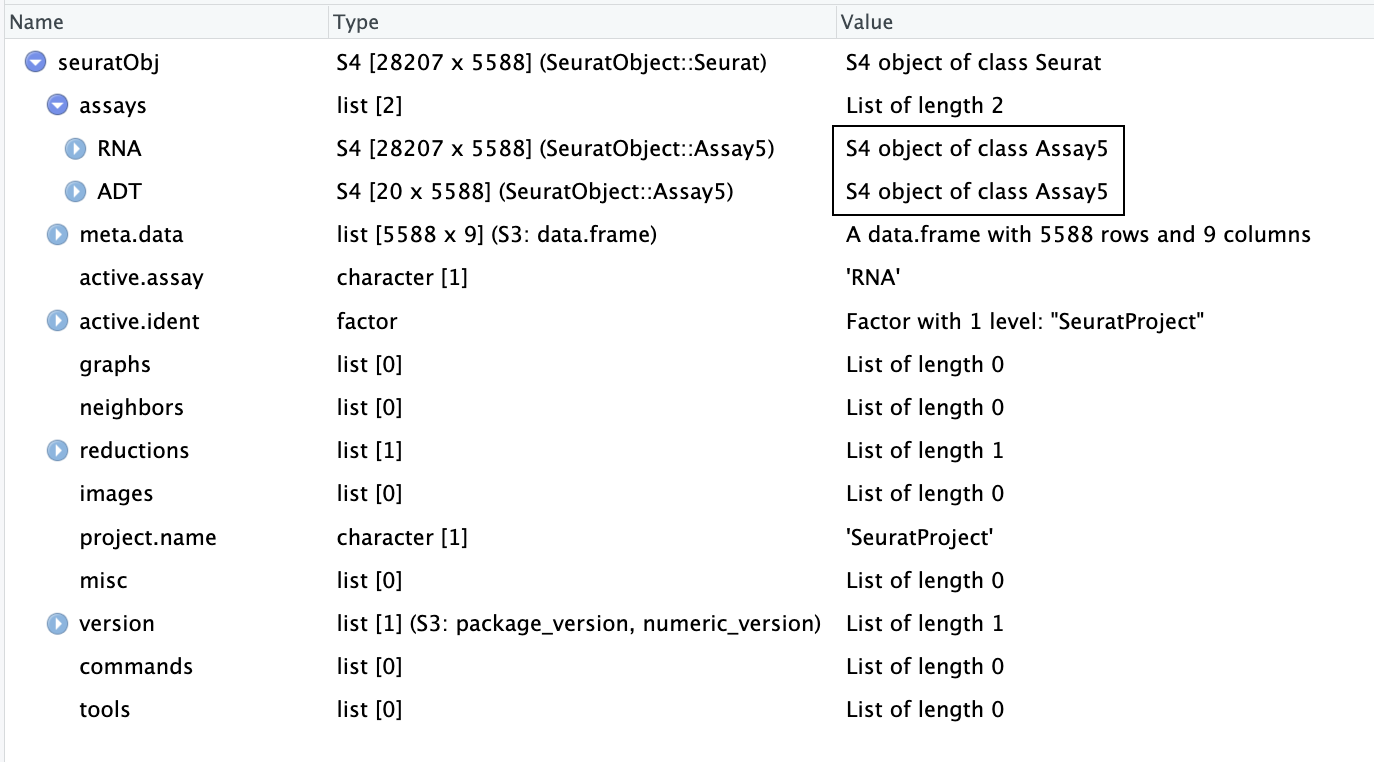 Name Type Value
seuratObj S4 [28207 x 5588] (SeuratObject::Seurat) S4 object of class Seurat
assays list [2] List of length 2
RNA S4 [28207 x 5588] (SeuratObject::Assay5) S4 object of class Assay5
ADT S4 [20 x 5588] (SeuratObject::Assay5) S4 object of class Assay5
meta.data list [5588 x 9] (S3: data.frame) A data.frame with 5588 rows and 9 columns
active.assay character [1] 'RNA'
active.ident factor Factor with 1 level: "SeuratProject"
graphs list [0] List of length 0
neighbors list [0] List of length 0
reductions list [1] List of length 1
images list [0] List of length 0
project.name character [1] 'SeuratProject'
misc list [0] List of length 0
version list [1] (S3: package_version, numeric_version) List of length 1
commands list [0] List of length 0
tools list [0] List of length 0